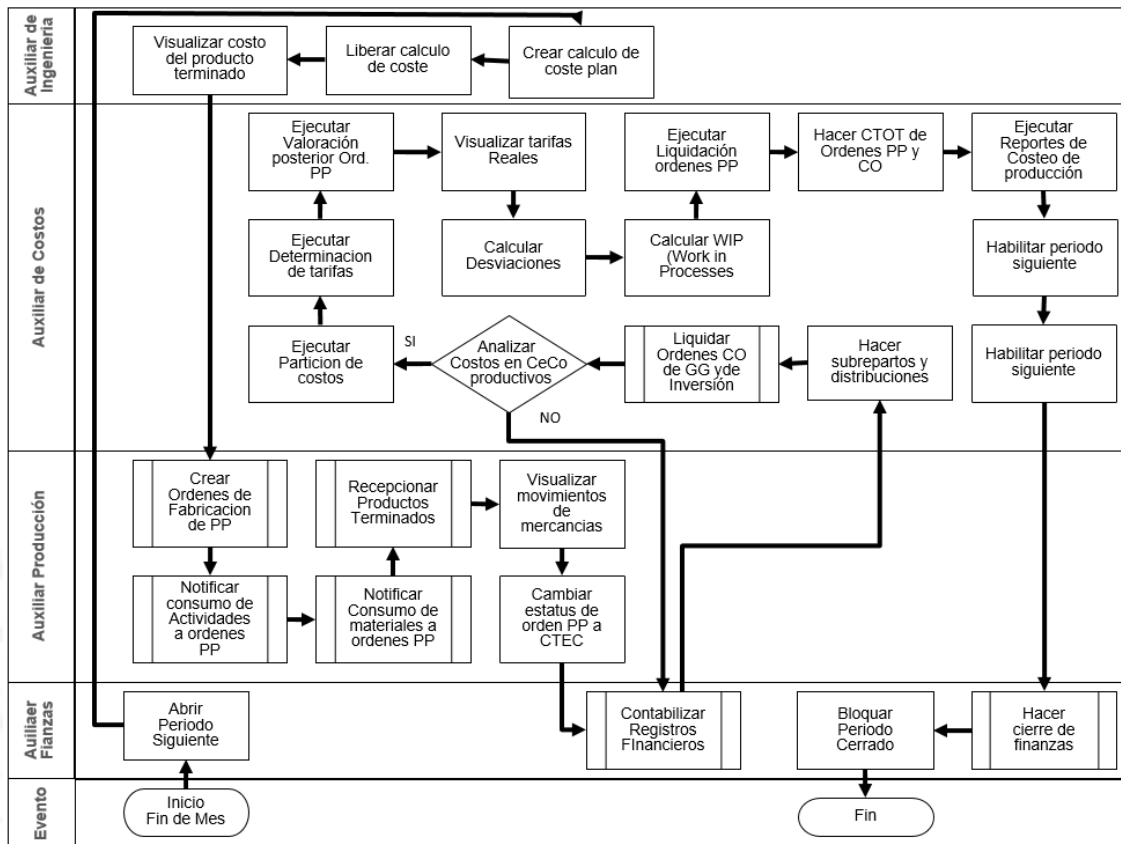 Auxiliar de
Ingenieria
Visualizar costo
del producto
terminado
Liberar calculo
de coste
Crear calculo de
coste plan
Auxiliar de Costos
Ejecutar
Valoración
posterior Ord.
PP
Visualizar tarifas
Reales
Ejecutar
Liquidación
ordenes PP
Hacer CTOT de
Ordenes PP y
CO
Ejecutar
Reportes de
Costeo de
producción
Ejecutar
Determinacion
de tarifas
Calcular
Desviaciones
Calcular WIP
(Work in
Processes
Habilitar periodo
siguiente
Ejecutar
Particion de
costos
SI
Analizar
Costos en CeCo
productivos
NO
Liquidar
Ordenes CO
de GG yde
Inversión
Hacer
subrepartos y
distribuciones
Habilitar periodo
siguiente
Auxiliar Producción
Crear
Ordenes de
Fabricacion
de PP
Recepcionar
Productos
Terminados
Visualizar
movimientos
de
mercancias
Notificar
consumo de
Actividades
a ordenes
PP
Notificar
Consumo de
materiales a
ordenes PP
Cambiar
estatus de
orden PP a
CTEC
Auiliaer
Fianzas
Abrir
Periodo
Siguiente
Contabilizar
Registros
FInancieros
Bloquar
Periodo
Cerrado
Hacer
cierre de
finanzas
Evento
Inicio
Fin de Mes
Fin